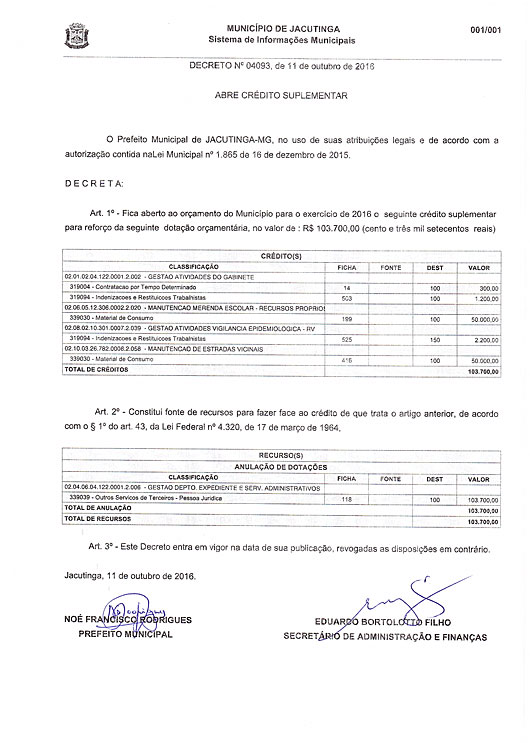 MUNICÍPIO DE JACUTINGA
Sistema de Informações Municipais
001/001
DECRETO Nº 04093, de 11 de outubro de 2016
ABRE CRÉDITO SUPLEMENTAR
O Prefeito Municipal de JACUTINGA-MG, no uso de suas atribuições legais e de acordo com a
autorização contida naLei Municipal nº 1.865 de 16 de dezembro de 2015.
D E C R E T A:
Art. 1º - Fica aberto ao orçamento do Município para o exercicio de 2016 o seguinte crédito suplementar
para reforço da seguinte dotação orçamentária, no valor de : R$ 103.700,00 (cento e três mil setecentos reais)
CRÉDITO(S)
CLASSIFICAÇÃO FICHA FONTE DEST VALOR
02.01.02.04.122.0001.2.002 - GESTAO ATIVIDADES DO GABINETE
319004 - Contratacao por Tempo Determinado 14 100 300,00
319094 - Indenizacoes e Restituicoes Trabalhistas 503 100 1.200,00
02.06.05.12.306.0002.2.020 - MANUTENCAO MERENDA ESCOLAR - RECURSOS PROPRIOS
339030 - Material de Consumo 199 100 50.000,00
02.08.02.10.301.0007.2.039 - GESTAO ATIVIDADES VIGILANCIA EPIDEMIOLOGICA - RV
319094 - Indenizacoes e Restituicoes Trabalhistas 525 150 2.200,00
02.10.03.26.782.0006.2.058 - MANUTENCAO DE ESTRADAS VICINAIS
339030 - Material de Consumo 416 100 50.000,00
TOTAL DE CRÉDITOS 103.700,00
Art. 2º - Constitui fonte de recursos para fazer face ao crédito de que trata o artigo anterior, de acordo
com o § 1º do art. 43, da Lei Federal nº 4.320, de 17 de março de 1964,
RECURSO(S)
ANULAÇÃO DE DOTAÇÕES
CLASSIFICAÇÃO FICHA FONTE DEST VALOR
02.04.06.04.122.0001.2.006 - GESTAO DEPTO. EXPEDIENTE E SERV. ADMINISTRATIVOS
339039 - Outros Servicos de Terceiros - Pessoa Juridica 118 100 103.700,00
TOTAL DE ANULAÇÃO 103.700,00
TOTAL DE RECURSOS 103.700,00
Art. 3º - Este Decreto entra em vigor na data de sua publicação, revogadas as disposições em contrário.
Jacutinga, 11 de outubro de 2016.
NOÉ FRANCISCO RODRIGUES
PREFEITO MUNICIPAL
EDUARDO BORTOLOTTO FILHO
SECRETÁRIO DE ADMINISTRAÇÃO E FINANÇAS